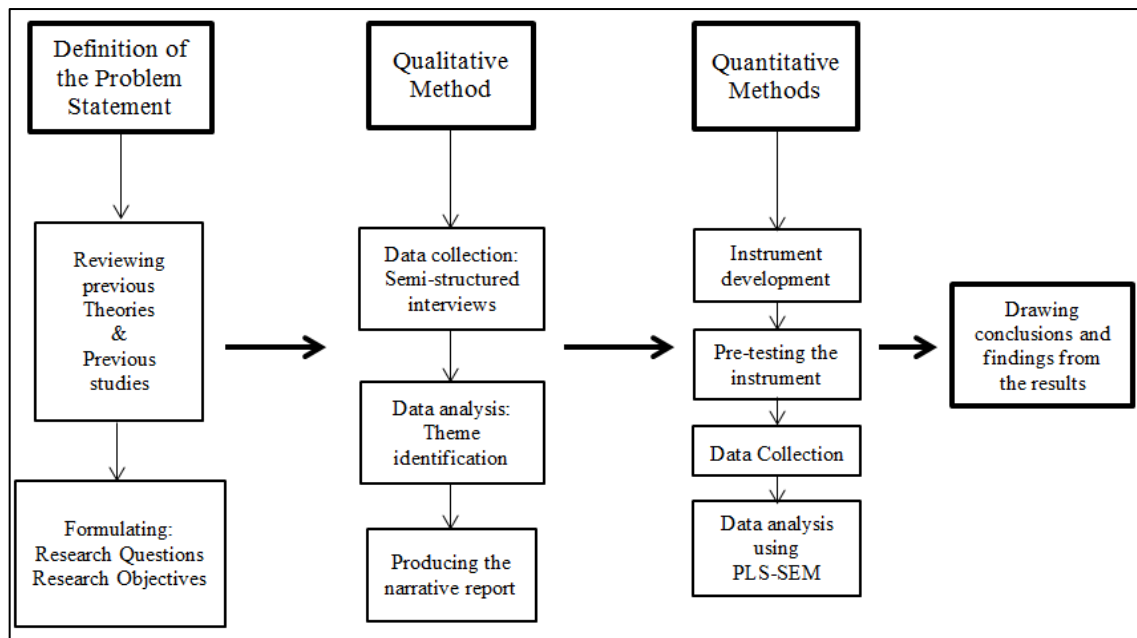 Definition of
the Problem
Statement
Reviewing
previous
Theories
&
Previous
studies
Formulating:
Research Questions
Research Objectives
Qualitative
Method
Data collection:
Semi-structured
interviews
Data analysis:
Theme
identification
Producing the
narrative report
Quantitative
Methods
Instrument
development
Pre-testing the
instrument
Data Collection
Data analysis
using
PLS-SEM
Drawing
conclusions and
findings from
the results